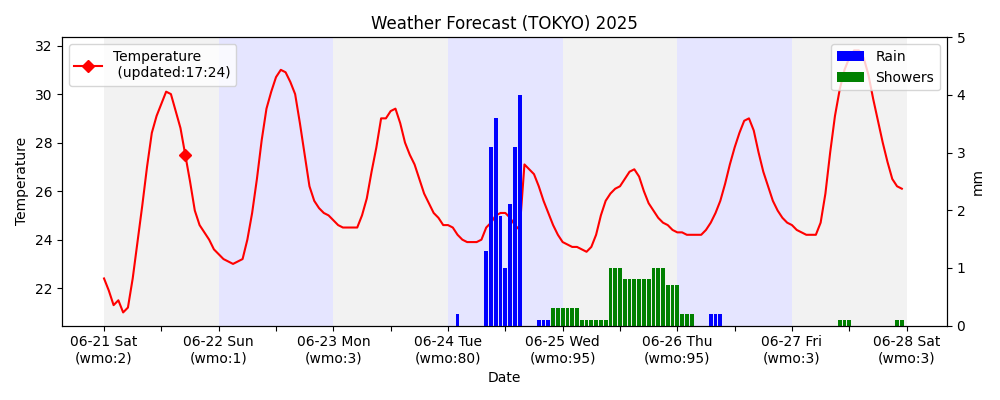 Weather Forecast (TOKYO) 2025
Temperature
(updated:17:24)
Rain
Showers
32
30
28
26
24
22
Temperature
5
4
3
2
1
0
mm
06-21 Sat
(wmo:2)
06-22 Sun
(wmo:1)
06-23 Mon
(wmo:3)
06-24 Tue
(wmo:80)
06-25 Wed
(wmo:95)
06-26 Thu
(wmo:95)
06-27 Fri
(wmo:3)
06-28 Sat
(wmo:3)
Date